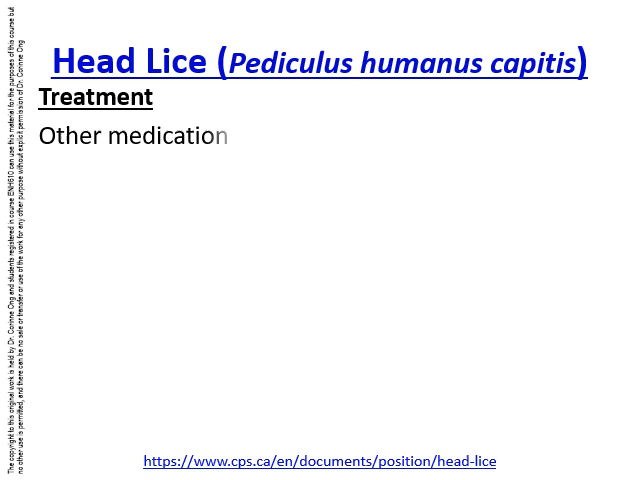 Head Lice (Pediculus humanus capitis)
Treatment
Other medication
https://www.cps.ca/en/documents/position/head-lice
The copyright to this original work is held by Dr. Corinne Ong and students registered in course ENH610 can use this material for the purposes of this course but
no other use is permitted, and there can be no sale or transfer or use of the work for any other purpose without explicit permission of Dr. Corinne Ong